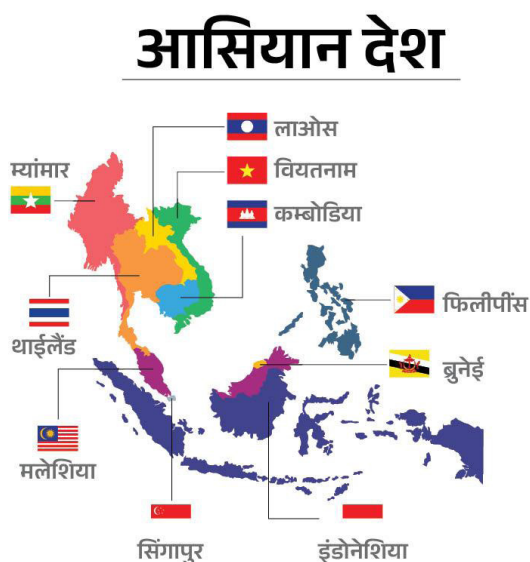 आसियान देश
लाओस
म्यांमार
वियतनाम
कम्बोडिया
फिलीपींस
थाईलैंड
ब्रुनेई
मलेशिया
सिंगापुर
इंडोनेशिया